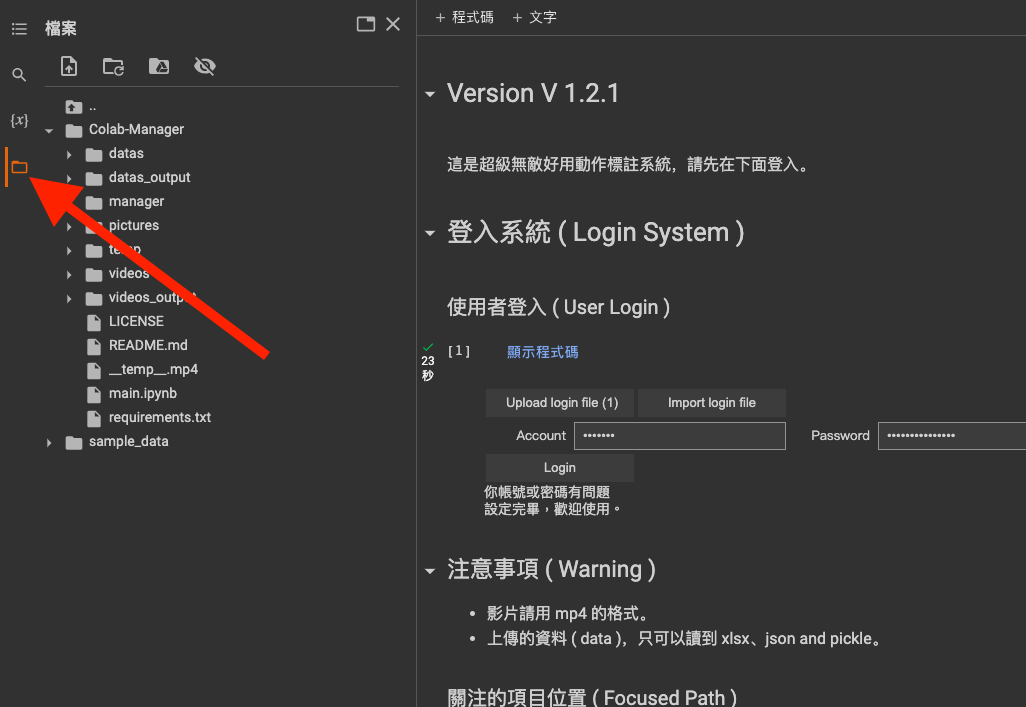 檔案
+ 程式碼 + 文字
{x}
..
Colab-Manager
datas
datas_output
manager
pictures
temp
videos
videos_output
LICENSE
README.md
__temp__.mp4
main.ipynb
requirements.txt
sample_data
Version V 1.2.1
這是超級無敵好用動作標註系統，請先在下面登入。
登入系統 ( Login System )
使用者登入 ( User Login )
[1] 顯示程式碼
23
秒
Upload login file (1) Import login file
Account ••••••• Password ••••••••••••••
Login
你帳號或密碼有問題
設定完畢，歡迎使用。
注意事項 ( Warning )
• 影片請用 mp4 的格式。
• 上傳的資料 ( data )，只可以讀到 xlsx、json and pickle。
關注的項目位置 ( Focused Path )